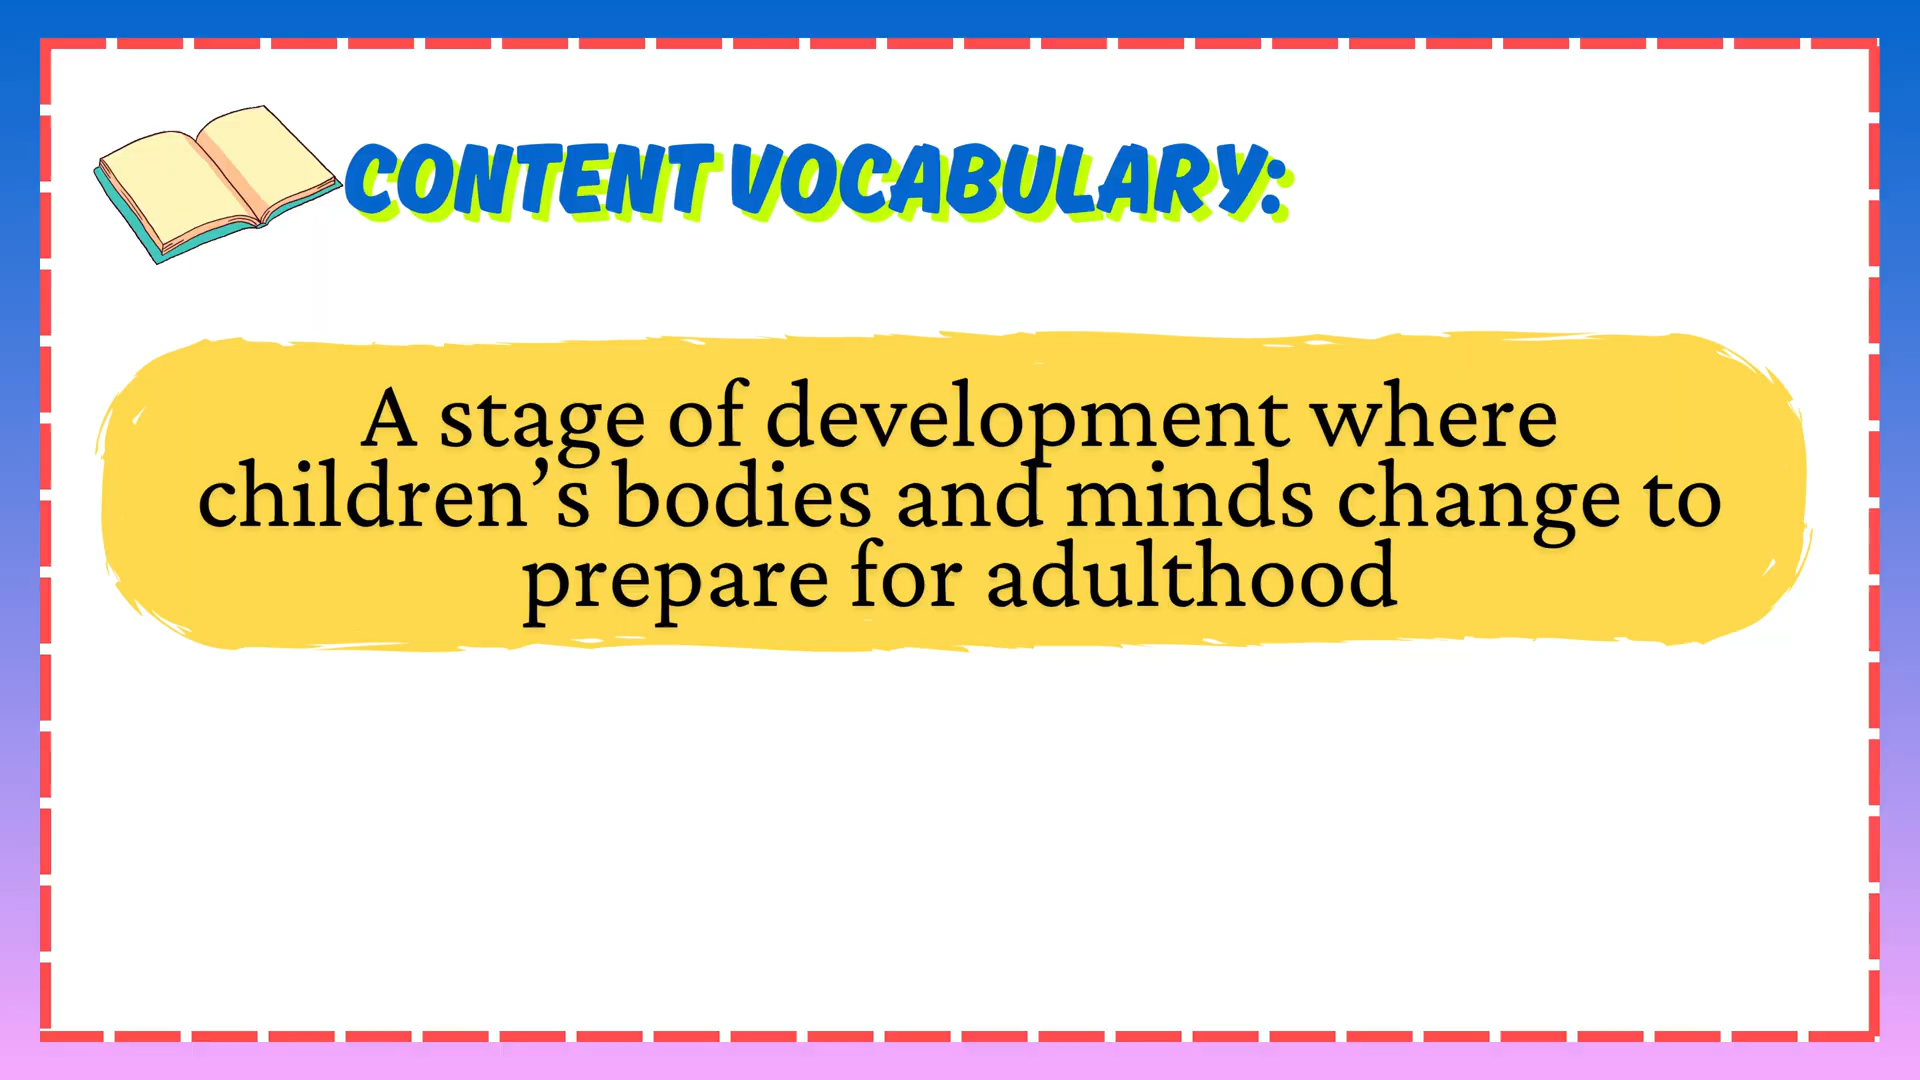 CONTENT VOCABULARY:
A stage of development where
children’s bodies and minds change to
prepare for adulthood